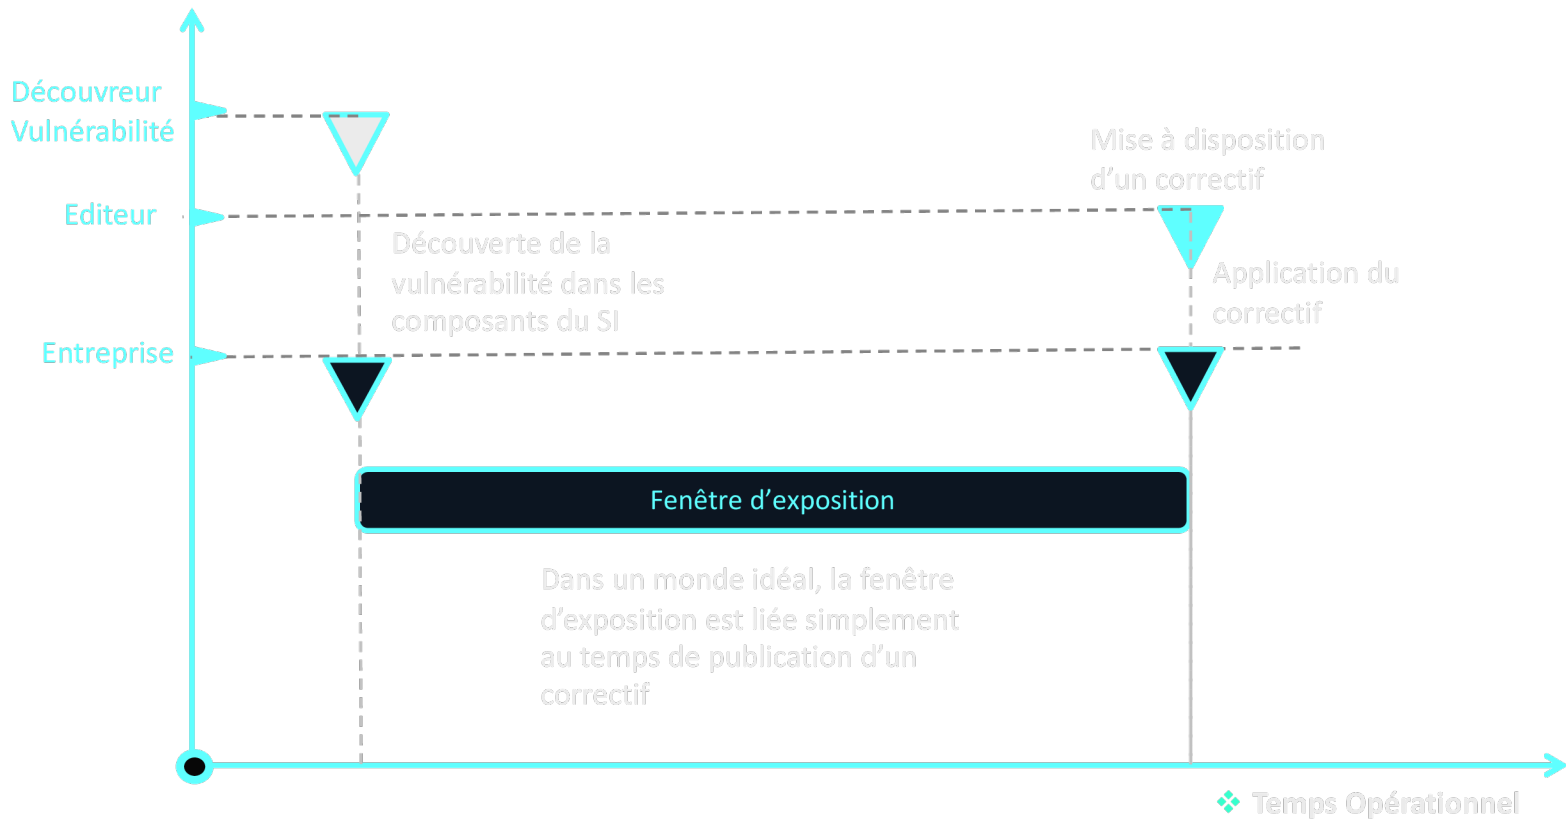 Découvreur
Vulnérabilité
Mise à disposition
d’un correctif
Editeur
Découverte de la
vulnérabilité dans les
composants du SI
Application du
correctif
Entreprise
Fenêtre d’exposition
Dans un monde idéal, la fenêtre
d’exposition est liée simplement
au temps de publication d’un
correctif
❖ Temps Opérationnel